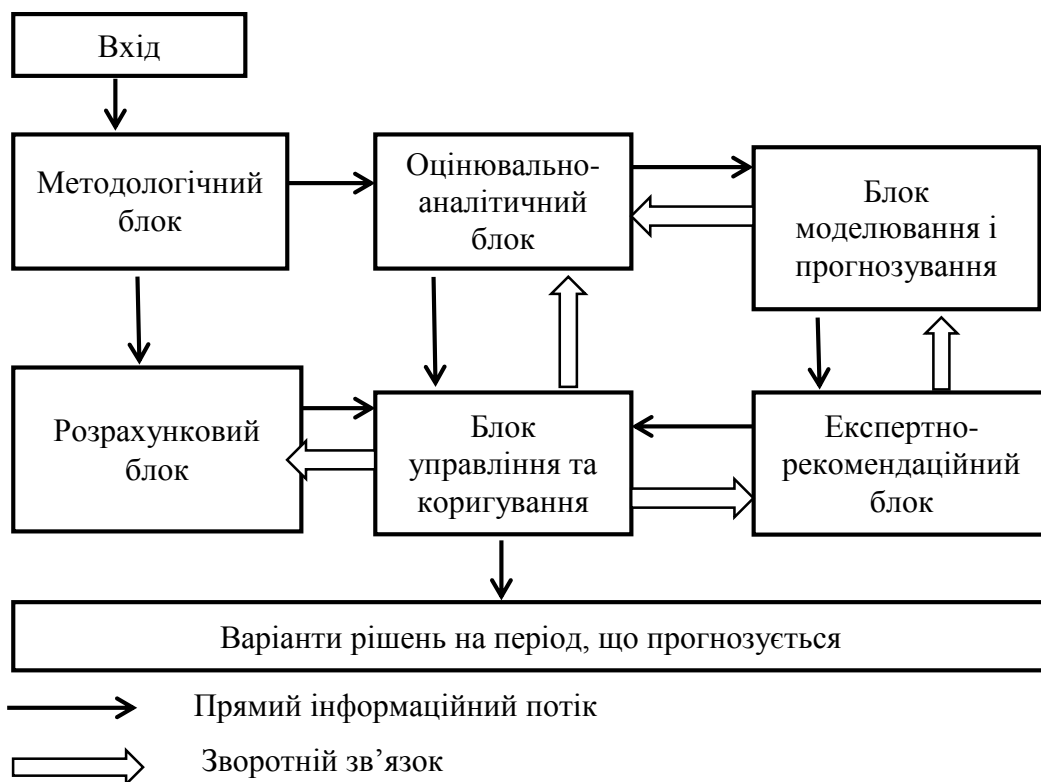 Вхід
Методологічний
блок
Оцінювально-
аналітичний
блок
Блок
моделювання і
прогнозування
Розрахунковий
блок
Блок
управління та
коригування
Експертно-
рекомендаційний
блок
Варіанти рішень на період, що прогнозується
Прямий інформаційний потік
Зворотній зв’язок